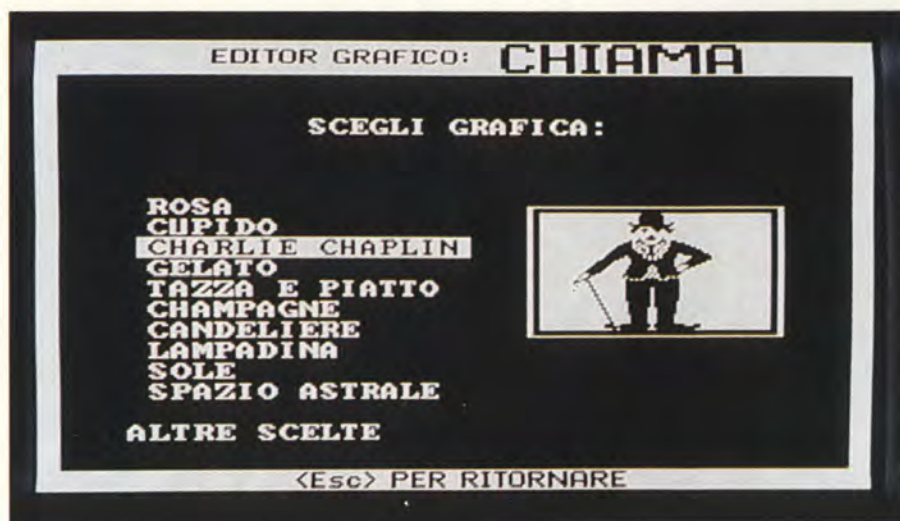 EDITOR GRAFICO: CHIAMA
SCEGLI GRAFICA:
ROSA
CUPIDO
CHARLIE CHAPLIN
GELATO
TAZZA E PIATTO
CHAMPAGNE
CANDELIERE
LAMPADINA
SOLE
SPAZIO ASTRALE
ALTRE SCELTE
<Esc> PER RITORNARE